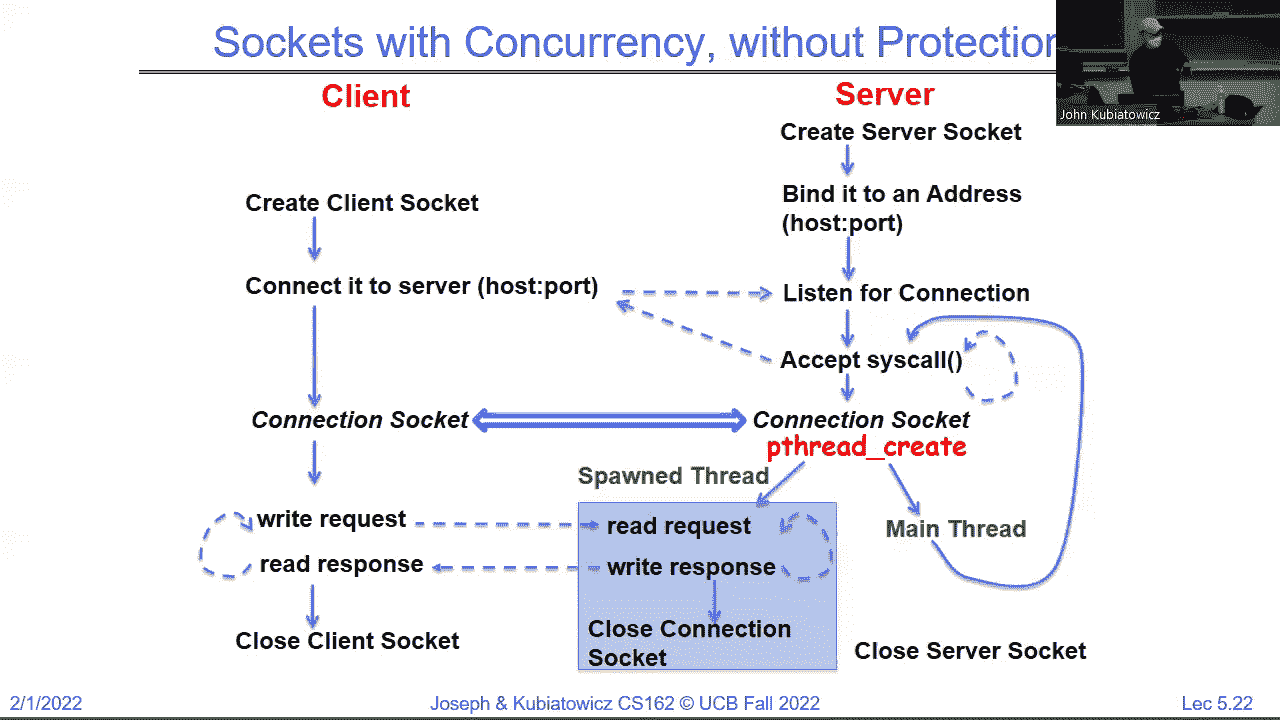 Sockets with Concurrency, without Protection
John Kubiatowicz
Client
Server
Create Server Socket
Bind it to an Address
(host:port)
Create Client Socket
Connect it to server (host:port)
Listen for Connection
Accept syscall()
Connection Socket
Connection Socket
pthread_create
Spawned Thread
Main Thread
write request
read request
read response
write response
Close Connection
Socket
Close Client Socket
Close Server Socket
2/1/2022
Joseph & Kubiatowicz CS162 © UCB Fall 2022
Lec 5.22